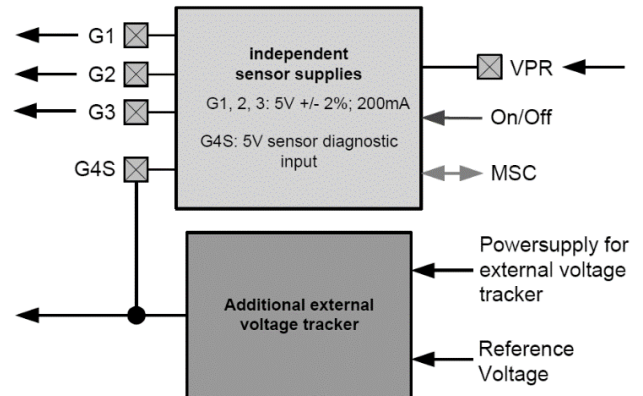 G1
G2
G3
G4S
independent
sensor supplies
G1, 2, 3: 5V +/- 2%; 200mA
G4S: 5V sensor diagnostic
input
VPR
On/Off
MSC
Additional external
voltage tracker
Powersupply for
external voltage
tracker
Reference
Voltage